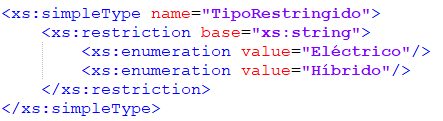 <xs:simpleType name="TipoRestringido">
<xs:restriction base="xs:string">
<xs:enumeration value="Eléctrico"/>
<xs:enumeration value="Híbrido"/>
</xs:restriction>
</xs:simpleType>